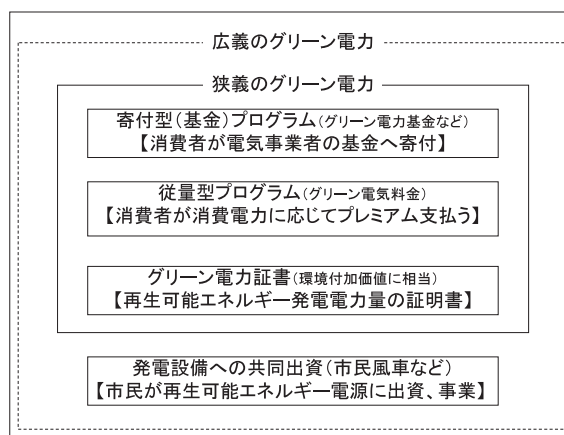 広義のグリーン電力
狭義のグリーン電力
寄付型(基金)プログラム(グリーン電力基金など)
【消費者が電気事業者の基金へ寄付】
従量型プログラム(グリーン電気料金)
【消費者が消費電力に応じてプレミアム支払う】
グリーン電力証書(環境付加価値に相当)
【再生可能エネルギー発電電力量の証明書】
発電設備への共同出資(市民風車など)
【市民が再生可能エネルギー電源に出資、事業】